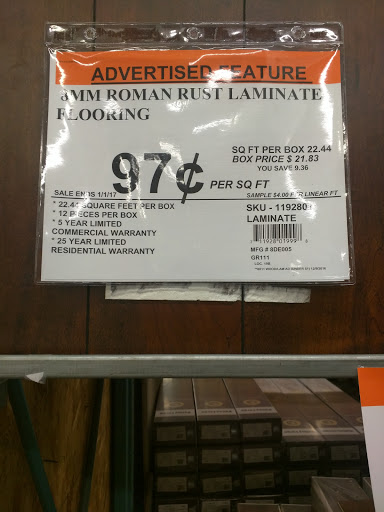 ADVERTISED FEATURE
8MM ROMAN RUST LAMINATE
FLOORING
97¢ PER SQ FT
SQ FT PER BOX 22.44
BOX PRICE $ 21.83
YOU SAVE 9.36
SALE ENDS 1/1/17
SAMPLE $4.00 PER LINEAR FT
* 22.44 SQUARE FEET PER BOX
* 12 PIECES PER BOX
* 5 YEAR LIMITED
COMMERCIAL WARRANTY
* 25 YEAR LIMITED
RESIDENTIAL WARRANTY
SKU - 119280
LAMINATE
MFG # 8DE005
GR111